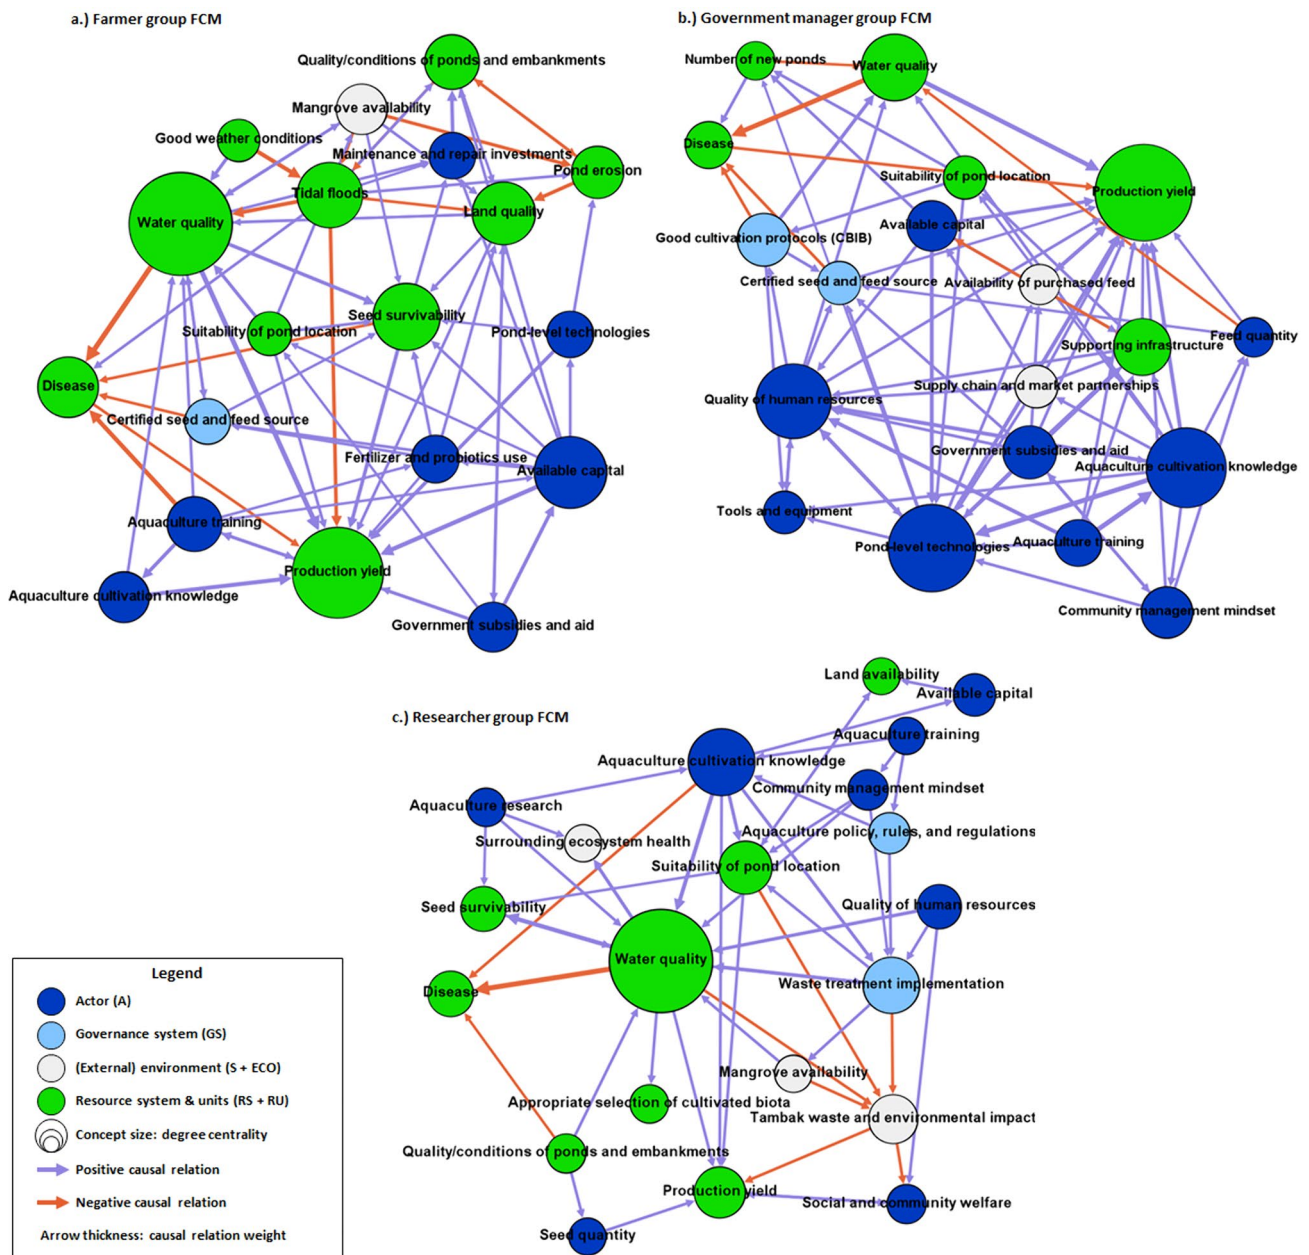 a.) Farmer group FCM
Quality/conditions of ponds and embankments
Mangrove availability
Good weather conditions
Maintenance and repair investments
Pond erosion
Tidal floods
Land quality
Water quality
Seed survivability
Suitability of pond location
Pond-level technologies
Disease
Certified seed and feed source
Fertilizer and probiotics use
Available capital
Aquaculture training
Production yield
Aquaculture cultivation knowledge
Government subsidies and aid
b.) Government manager group FCM
Number of new ponds
Water quality
Disease
Suitability of pond location
Production yield
Available capital
Good cultivation protocols (CBIB)
Certified seed and feed source
Availability of purchased feed
Feed quantity
Supporting infrastructure
Supply chain and market partnerships
Quality of human resources
Government subsidies and aid
Aquaculture cultivation knowledge
Tools and equipment
Pond-level technologies
Aquaculture training
Community management mindset
c.) Researcher group FCM
Land availability
Available capital
Aquaculture training
Aquaculture cultivation knowledge
Community management mindset
Aquaculture research
Aquaculture policy, rules, and regulations
Surrounding ecosystem health
Suitability of pond location
Seed survivability
Quality of human resources
Water quality
Waste treatment implementation
Disease
Mangrove availability
Appropriate selection of cultivated biota
Tambak waste and environmental impact
Quality/conditions of ponds and embankments
Production yield
Social and community welfare
Seed quantity
Legend
Actor (A)
Governance system (GS)
(External) environment (S + ECO)
Resource system & units (RS + RU)
Concept size: degree centrality
Positive causal relation
Negative causal relation
Arrow thickness: causal relation weight